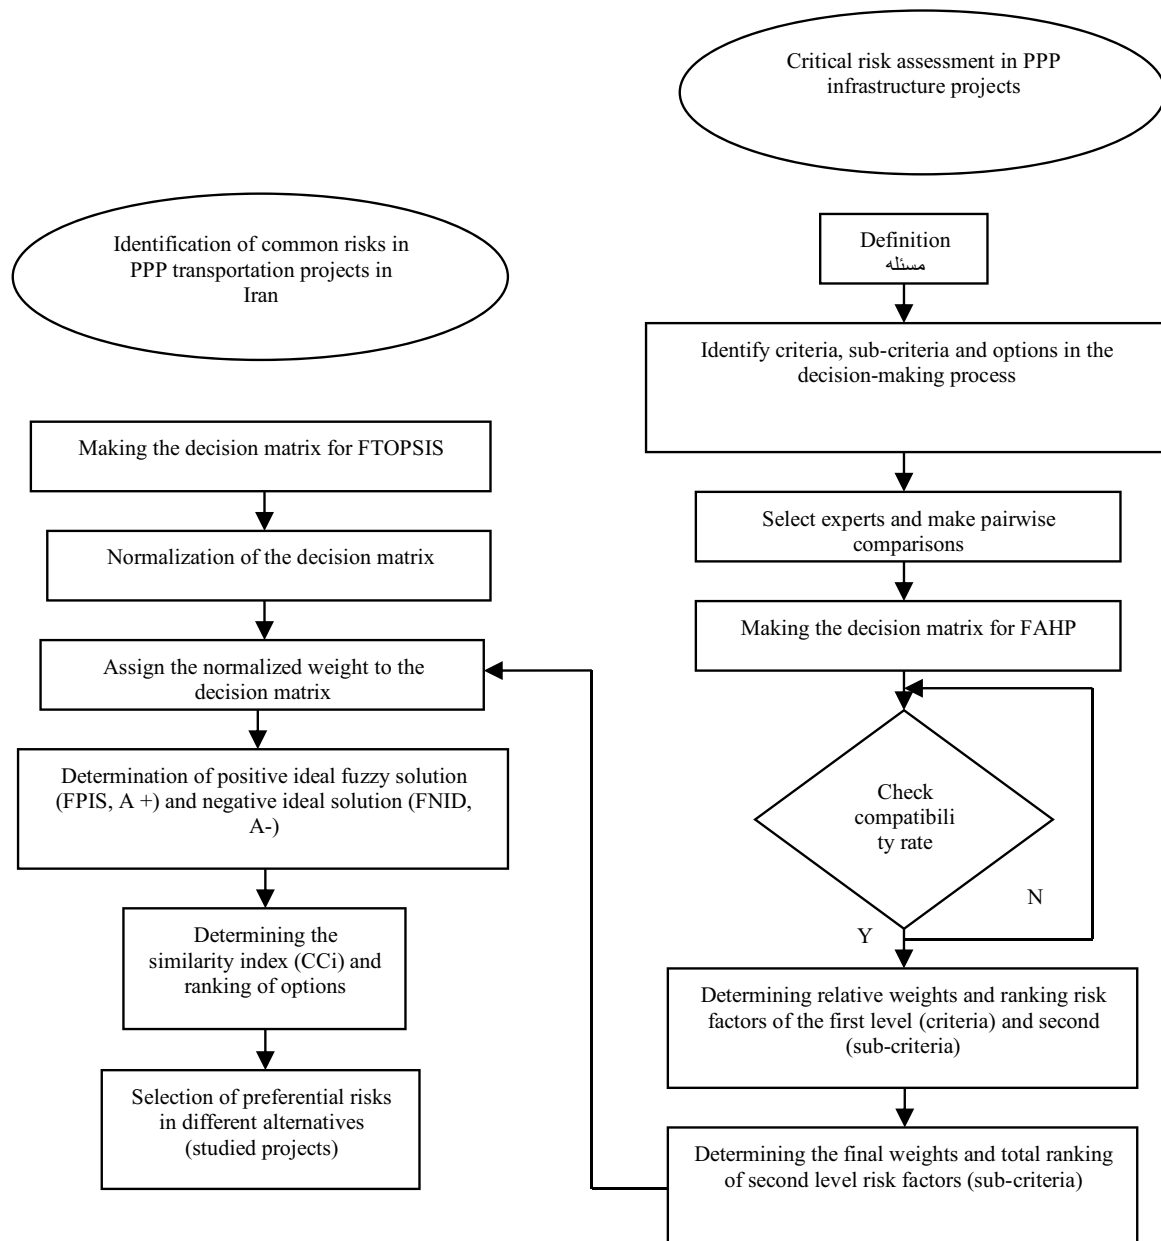 Critical risk assessment in PPP
infrastructure projects
Definition
مسئله
Identify criteria, sub-criteria and options in the
decision-making process
Select experts and make pairwise
comparisons
Making the decision matrix for FAHP
Check
compatibili
ty rate
N
Y
Determining relative weights and ranking risk
factors of the first level (criteria) and second
(sub-criteria)
Determining the final weights and total ranking
of second level risk factors (sub-criteria)
Identification of common risks in
PPP transportation projects in
Iran
Making the decision matrix for FTOPSIS
Normalization of the decision matrix
Assign the normalized weight to the
decision matrix
Determination of positive ideal fuzzy solution
(FPIS, A +) and negative ideal solution (FNID,
A-)
Determining the
similarity index (CCi) and
ranking of options
Selection of preferential risks
in different alternatives
(studied projects)